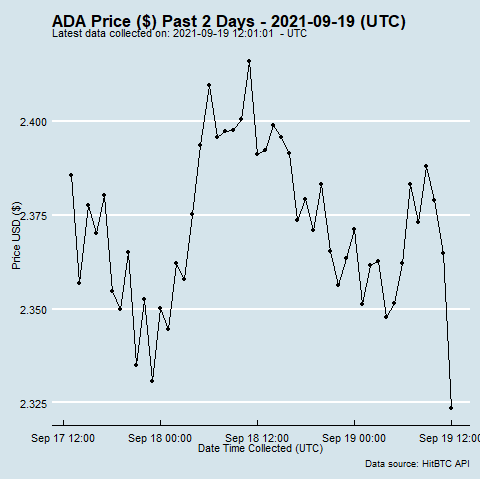 ADA Price ($) Past 2 Days - 2021-09-19 (UTC)
Latest data collected on: 2021-09-19 12:01:01 - UTC
2.400
2.375
2.350
2.325
Price USD ($)
Sep 17 12:00 Sep 18 00:00 Sep 18 12:00 Sep 19 00:00 Sep 19 12:00
Date Time Collected (UTC)
Data source: HitBTC API